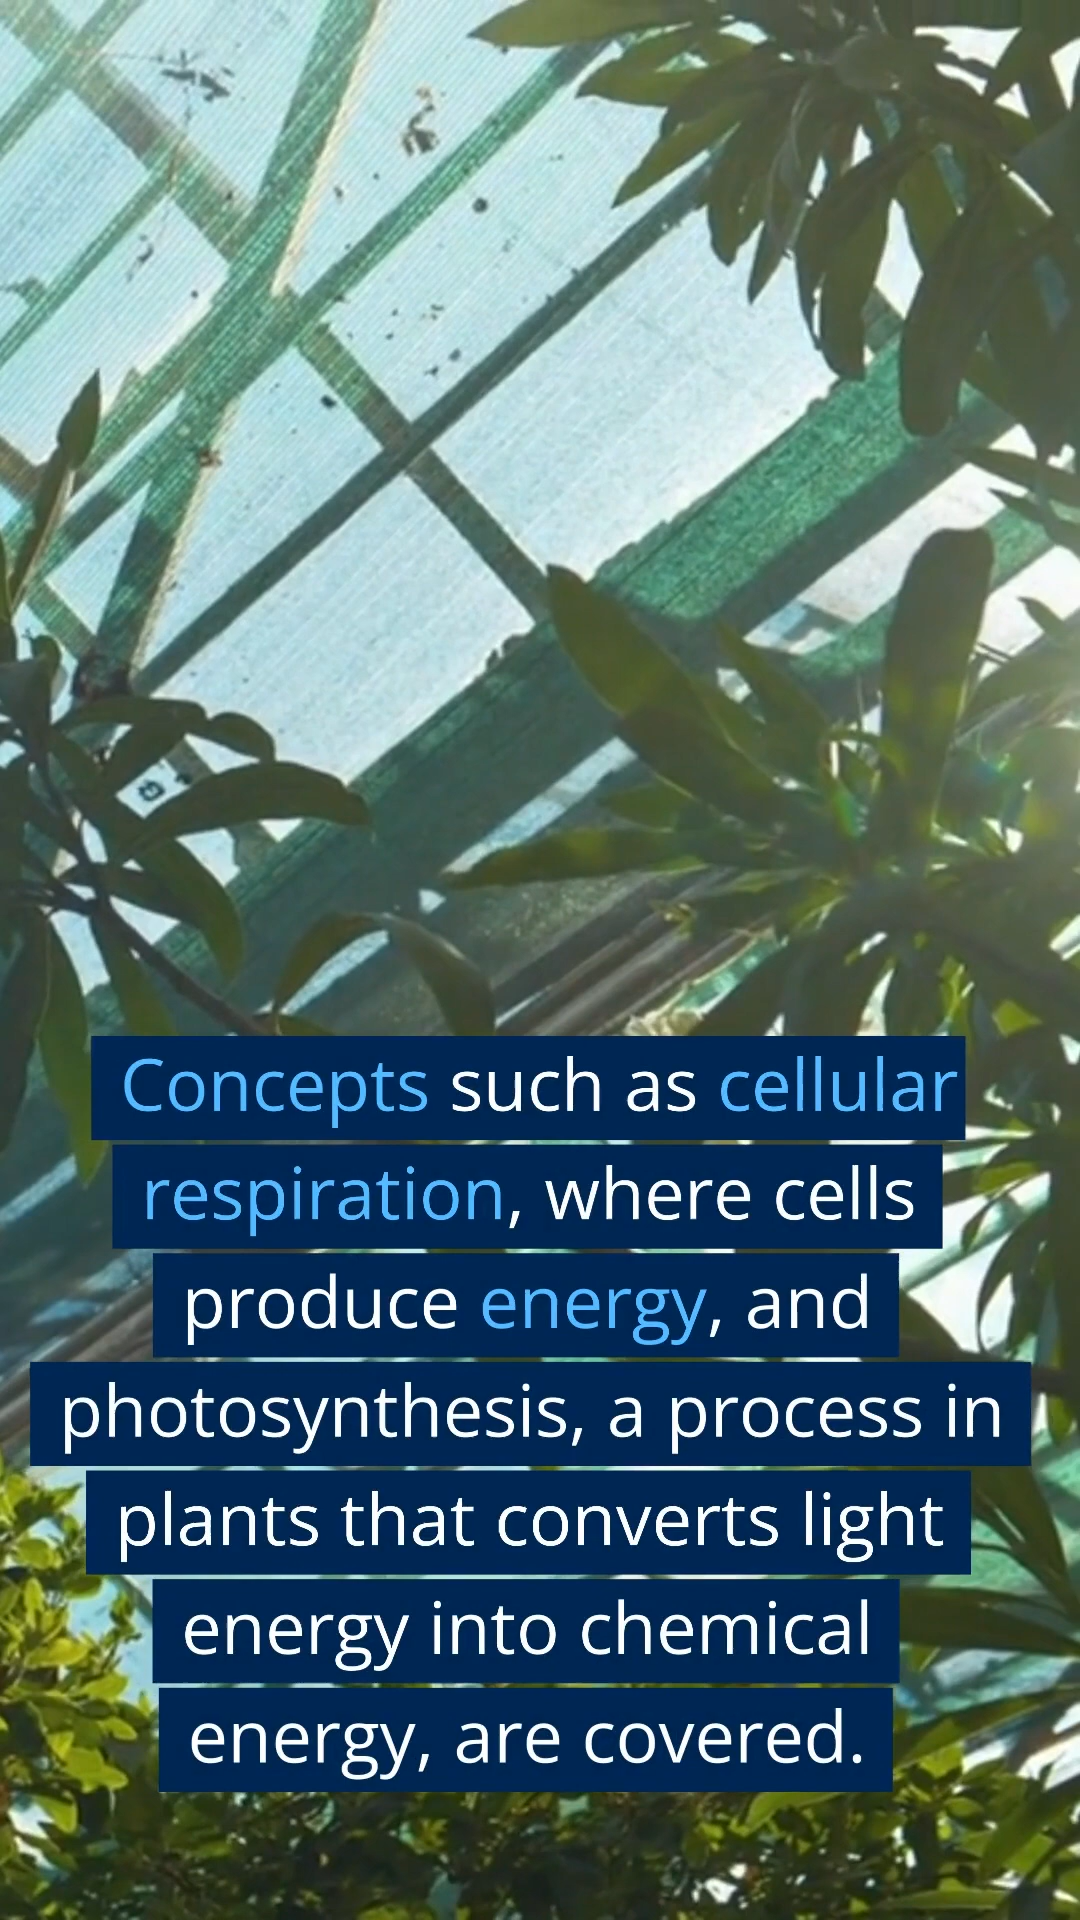 Concepts such as cellular
respiration, where cells
produce energy, and
photosynthesis, a process in
plants that converts light
energy into chemical
energy, are covered.